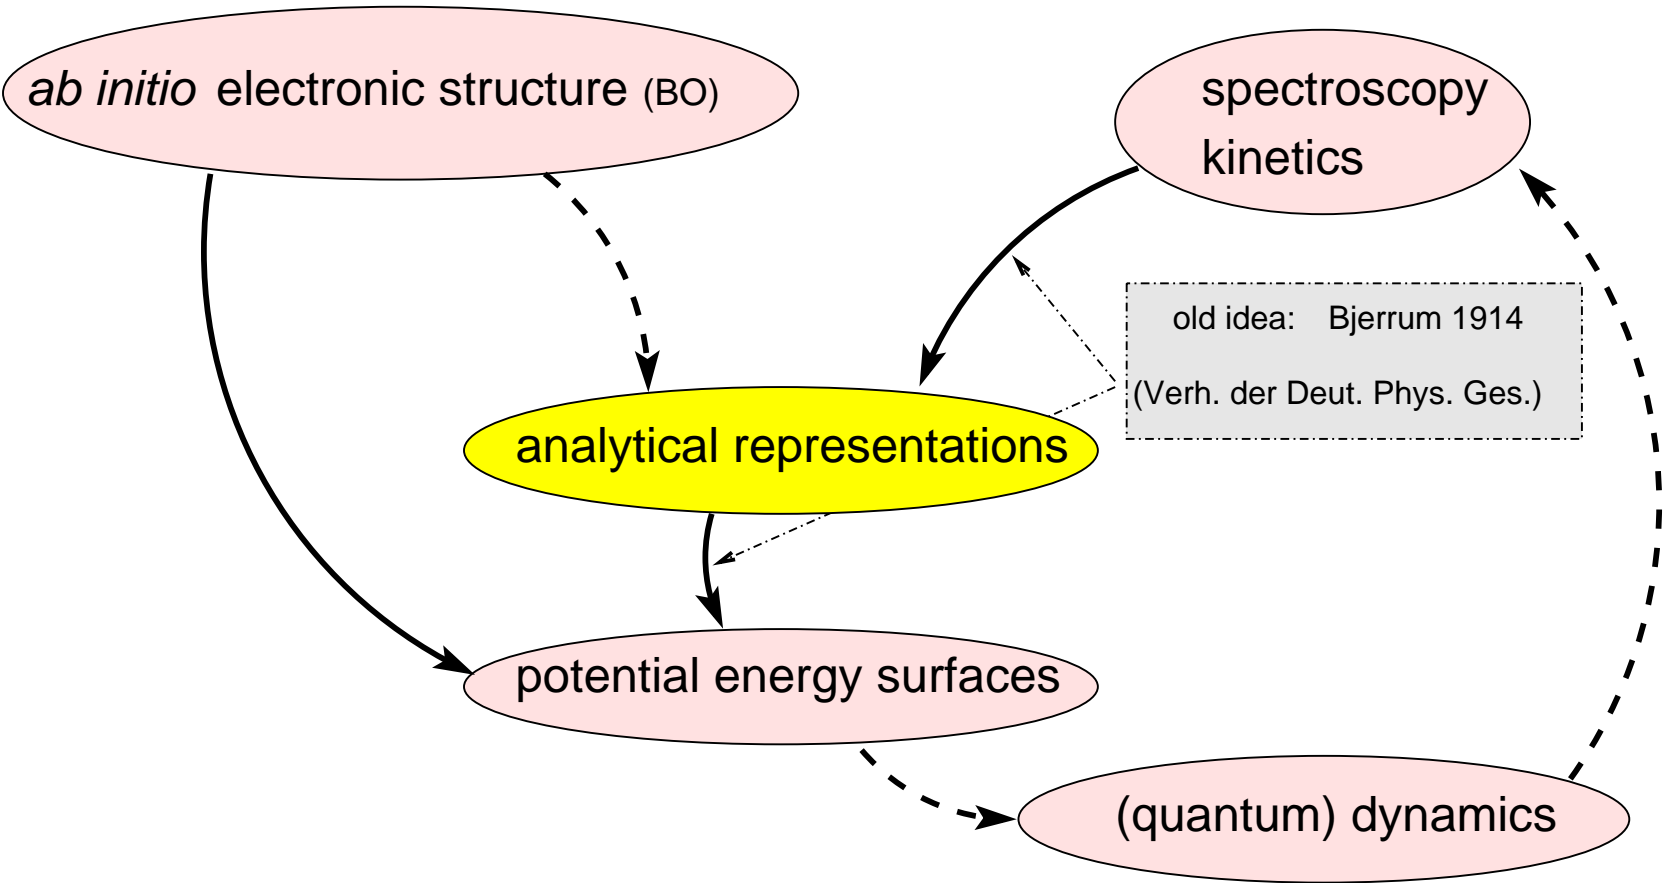 ab initio electronic structure (BO)
spectroscopy
kinetics
old idea: Bjerrum 1914
(Verh. der Deut. Phys. Ges.)
analytical representations
potential energy surfaces
(quantum) dynamics